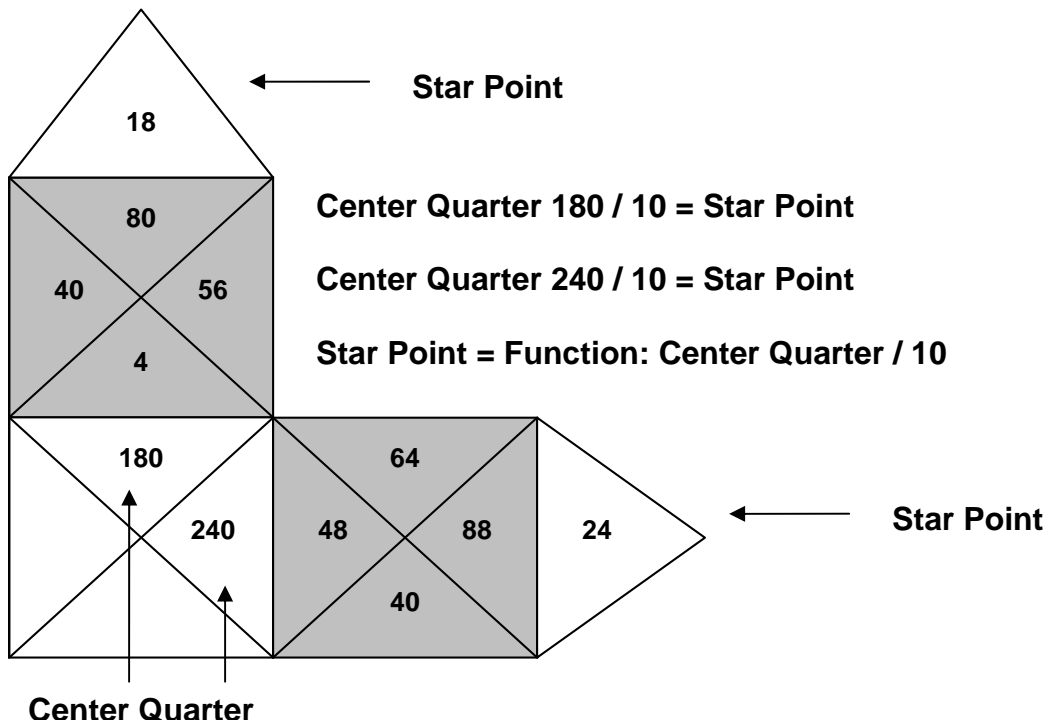 Star Point
18
80
Center Quarter 180 / 10 = Star Point
40 56
Center Quarter 240 / 10 = Star Point
4
Star Point = Function: Center Quarter / 10
180
64
240
48 88
24
Star Point
40
Center Quarter